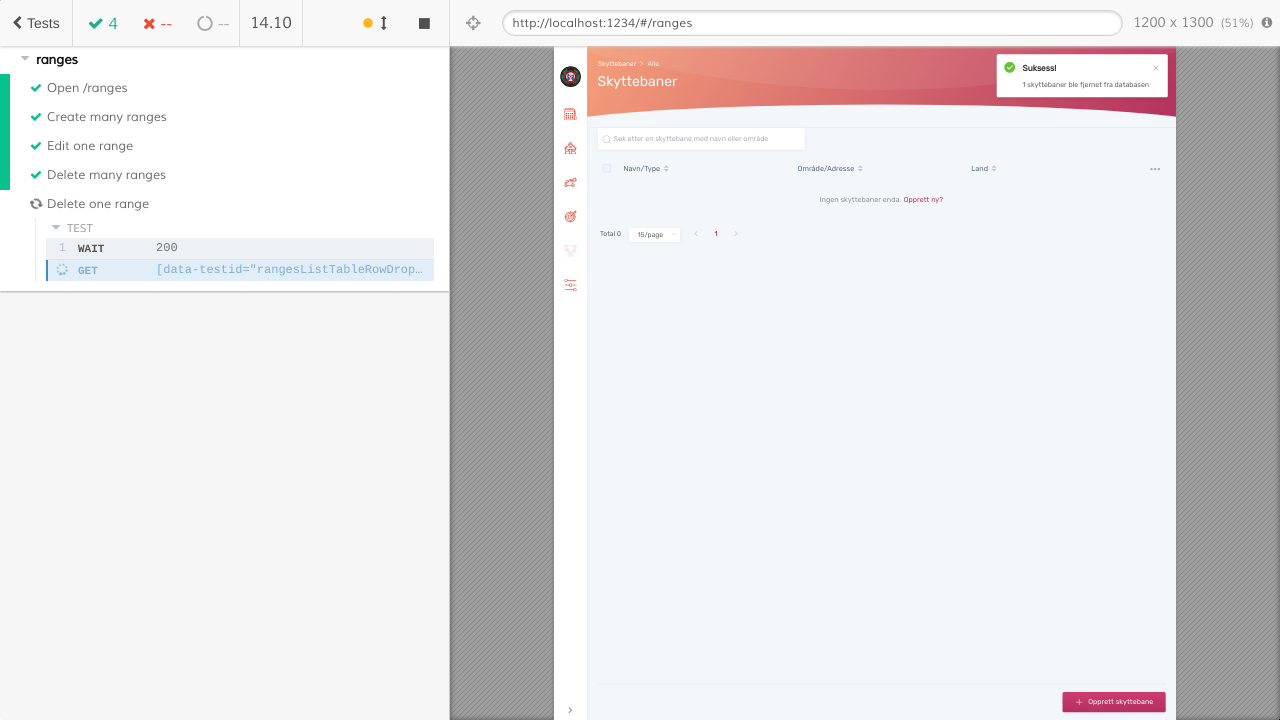 Tests
4
--
--
14.10
http://localhost:1234/#/ranges
1200 x 1300 (51%)
ranges
Open /ranges
Create many ranges
Edit one range
Delete many ranges
Delete one range
TEST
1 WAIT 200
GET [data-testid="rangesListTableRowDrop…
Skyttebaner > Alle
Skyttebaner
Suksess!
1 skyttebaner ble fjernet fra databasen
Søk etter en skyttebane med navn eller område
Navn/Type Område/Adresse Land
Ingen skyttebaner enda. Opprett ny?
Total 0 15/page 1
Opprett skyttebane